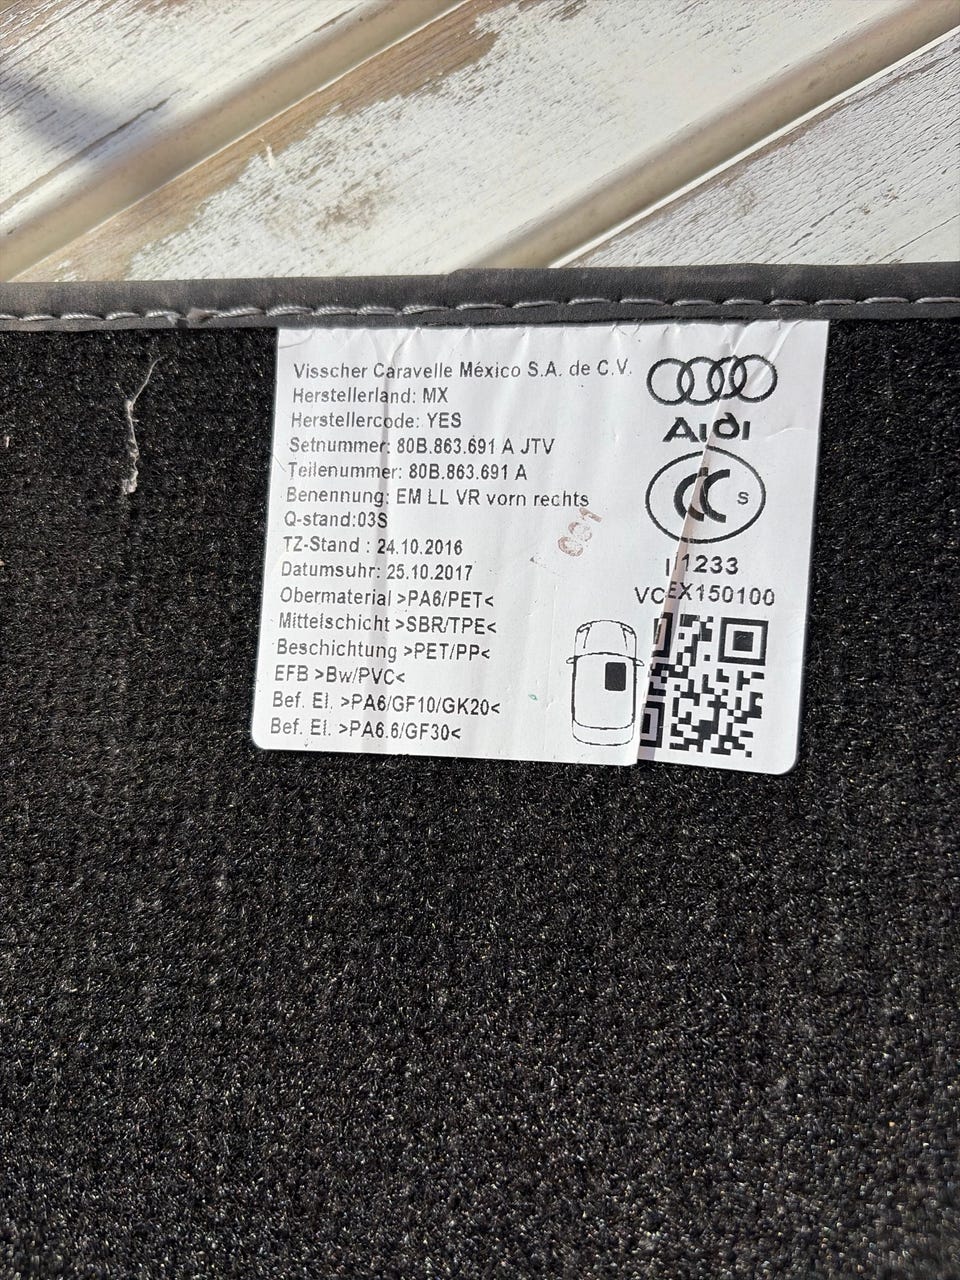 Visscher Caravelle México S.A. de C.V.
Herstellerland: MX
Herstellercode: YES
Setnummer: 80B.863.691 A JTV
Teilenummer: 80B.863.691 A
Benennung: EM LL VR vorn rechts
Q-stand:03S
TZ-Stand : 24.10.2016
Datumsuhr: 25.10.2017
Obermaterial >PA6/PET<
Mittelschicht >SBR/TPE<
Beschichtung >PET/PP<
EFB >Bw/PVC<
Bef. El. >PA6/GF10/GK20<
Bef. El. >PA6.6/GF30<
Audi
CCC S
1233
VCEX150100